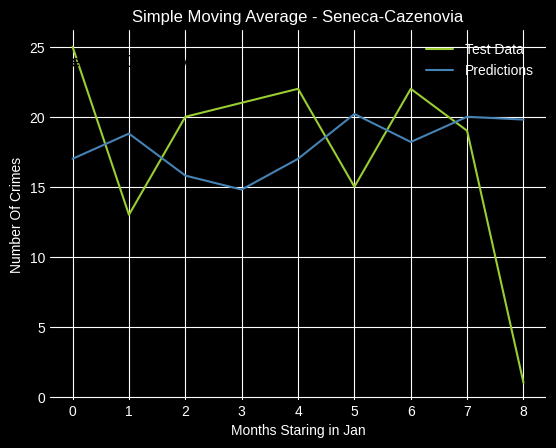 Simple Moving Average - Seneca-Cazenovia
Test Data
Predictions
25
20
15
10
5
0
Number Of Crimes
0 1 2 3 4 5 6 7 8
Months Staring in Jan